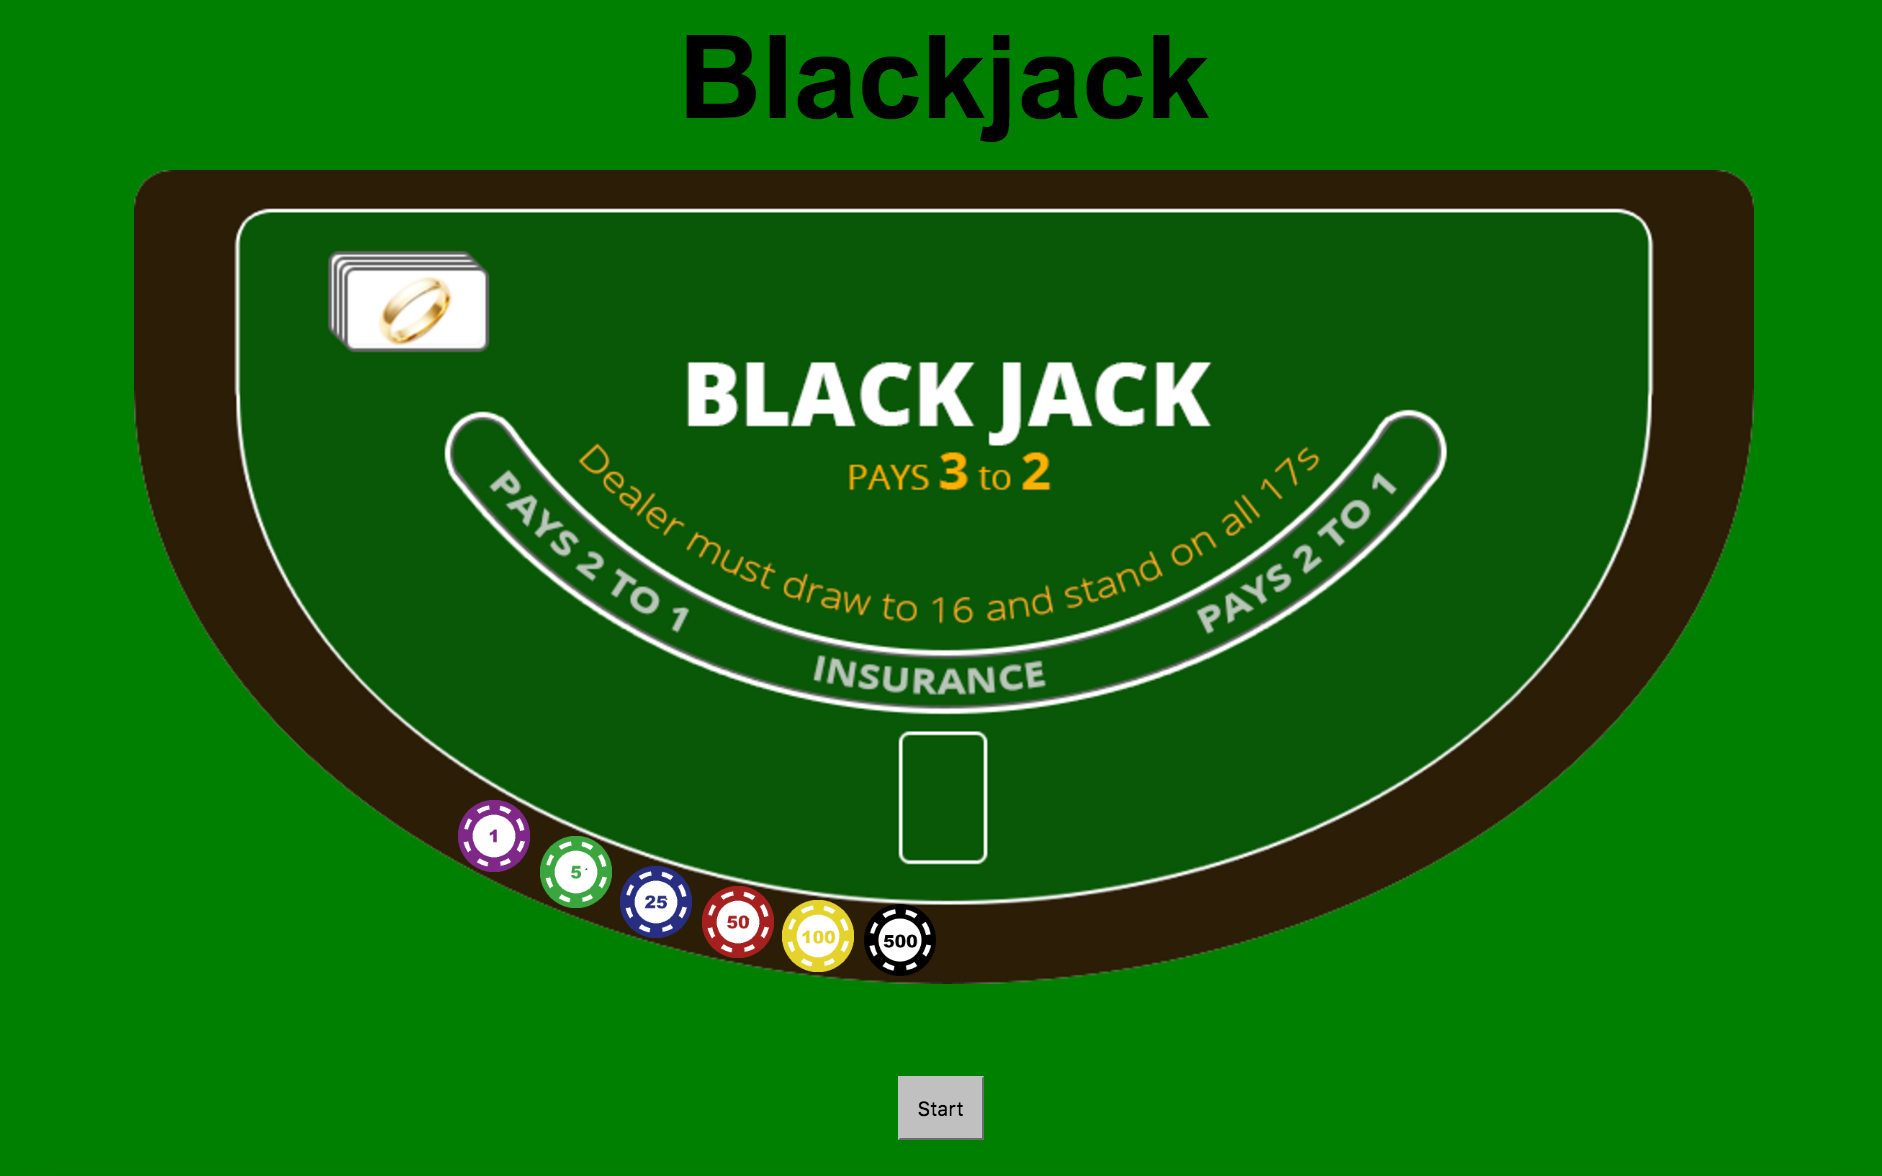 Blackjack
BLACK JACK
PAYS 3 to 2
Dealer must draw to 16 and stand on all 17s
PAYS 2 TO 1
INSURANCE
PAYS 2 TO 1
1
5
25
50
100
500
Start